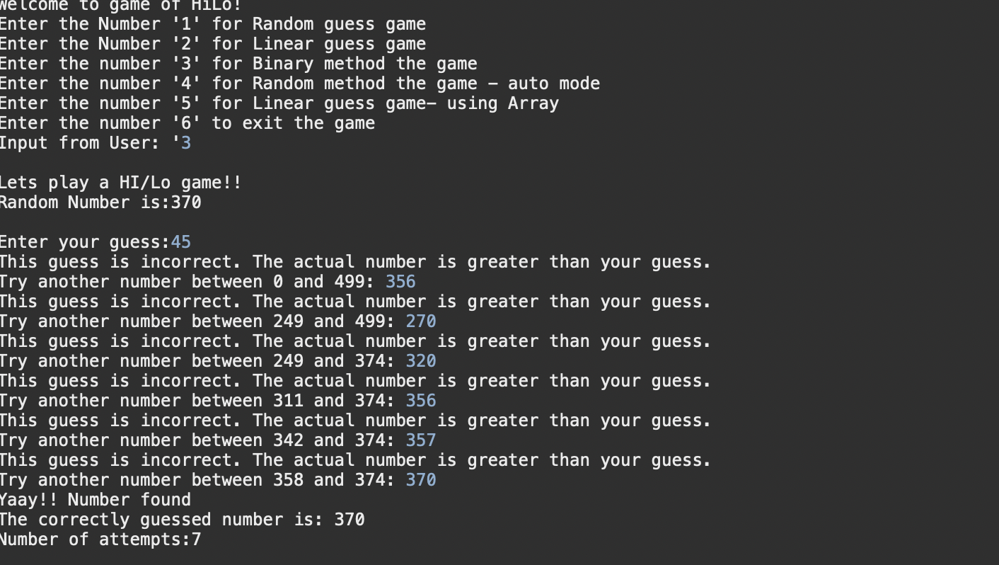 Welcome to game of HiLo!
Enter the Number '1' for Random guess game
Enter the Number '2' for Linear guess game
Enter the number '3' for Binary method the game
Enter the number '4' for Random method the game – auto mode
Enter the number '5' for Linear guess game– using Array
Enter the number '6' to exit the game
Input from User: '3
Lets play a HI/Lo game!!
Random Number is:370
Enter your guess:45
This guess is incorrect. The actual number is greater than your guess.
Try another number between 0 and 499: 356
This guess is incorrect. The actual number is greater than your guess.
Try another number between 249 and 499: 270
This guess is incorrect. The actual number is greater than your guess.
Try another number between 249 and 374: 320
This guess is incorrect. The actual number is greater than your guess.
Try another number between 311 and 374: 356
This guess is incorrect. The actual number is greater than your guess.
Try another number between 342 and 374: 357
This guess is incorrect. The actual number is greater than your guess.
Try another number between 358 and 374: 370
Yaay!! Number found
The correctly guessed number is: 370
Number of attempts:7